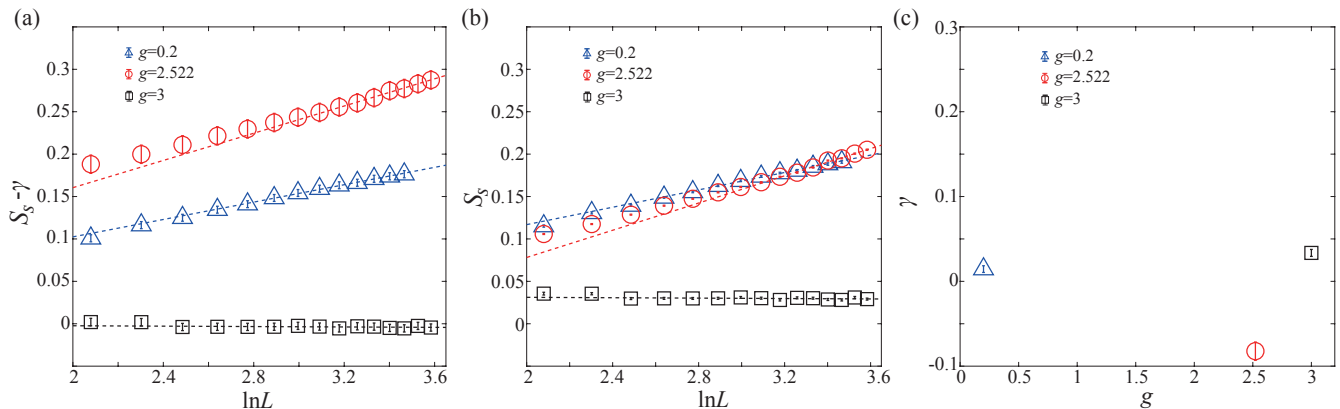 (a)
g=0.2
g=2.522
g=3
0.3
0.25
0.2
0.15
0.1
0.05
0
S_s -γ
2 2.4 2.8 3.2 3.6
lnL
(b)
g=0.2
g=2.522
g=3
0.3
0.25
0.2
0.15
0.1
0.05
0
S_s
2 2.4 2.8 3.2 3.6
lnL
(c)
g=0.2
g=2.522
g=3
0.3
0.2
0.1
0
-0.1
γ
0 0.5 1 1.5 2 2.5 3
g